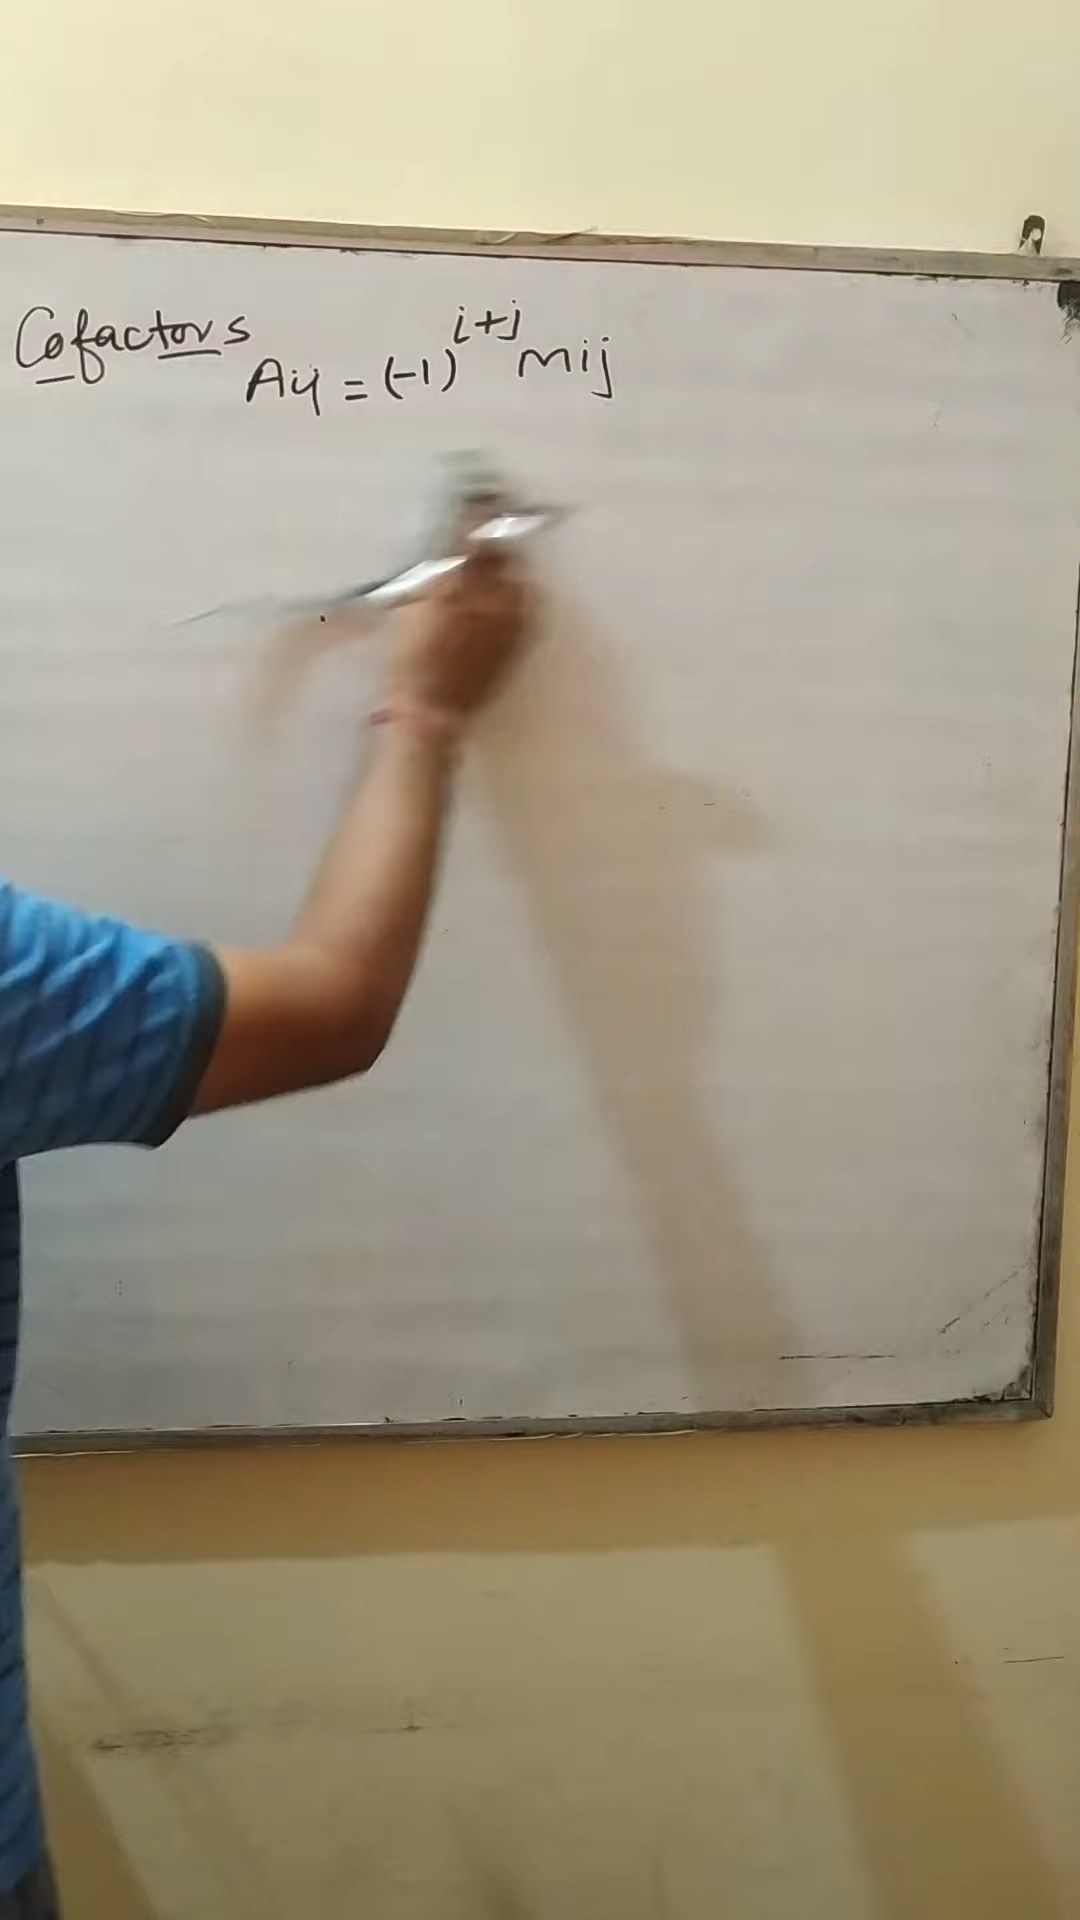 Cofactors
Aij = (-1)^{i+j} Mij